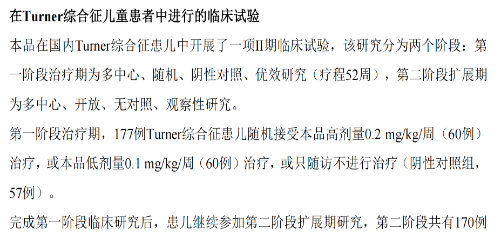 在Turner综合征儿童患者中进行的临床试验
本品在国内Turner综合征患儿中开展了一项II期临床试验，该研究分为两个阶段：第
一阶段治疗期为多中心、随机、阴性对照、优效研究（疗程52周），第二阶段扩展期
为多中心、开放、无对照、观察性研究。
第一阶段治疗期，177例Turner综合征患儿随机接受本品高剂量0.2 mg/kg/周（60例）
治疗，或本品低剂量0.1 mg/kg/周（60例）治疗，或只随访不进行治疗（阴性对照组，
57例）。
完成第一阶段临床研究后，患儿继续参加第二阶段扩展期研究，第二阶段共有170例